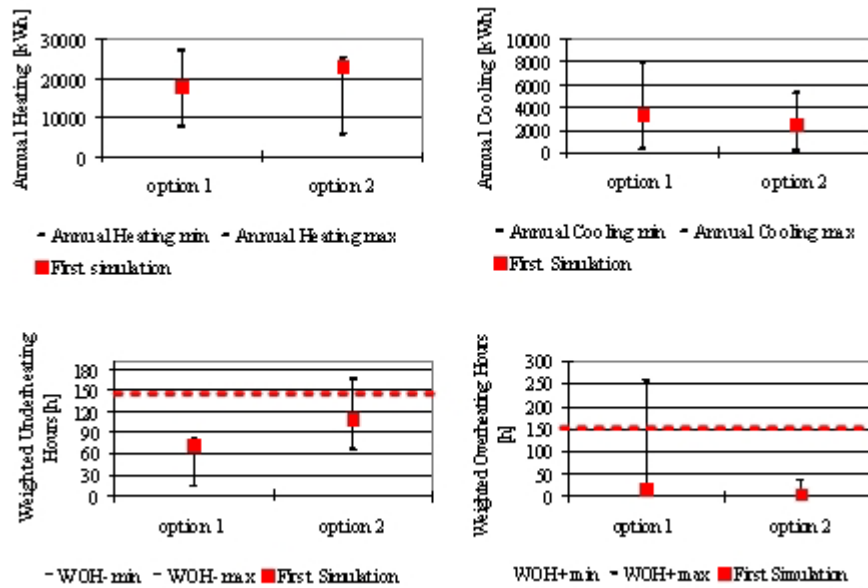 Annual Heating [kWh]
30000
20000
10000
0
option 1
option 2
Annual Heating min
Annual Heating max
First simulation
Annual Cooling [kWh]
10000
8000
6000
4000
2000
0
option 1
option 2
Annual Cooling min
Annual Cooling max
First Simulation
Weighted Underheating
Hours [h]
180
150
120
90
60
30
0
option 1
option 2
WOH- min
WOH- max
First Simulation
Weighted Overheating Hours
[h]
300
250
200
150
100
50
0
option 1
option 2
WOH+ min
WOH+ max
First Simulation